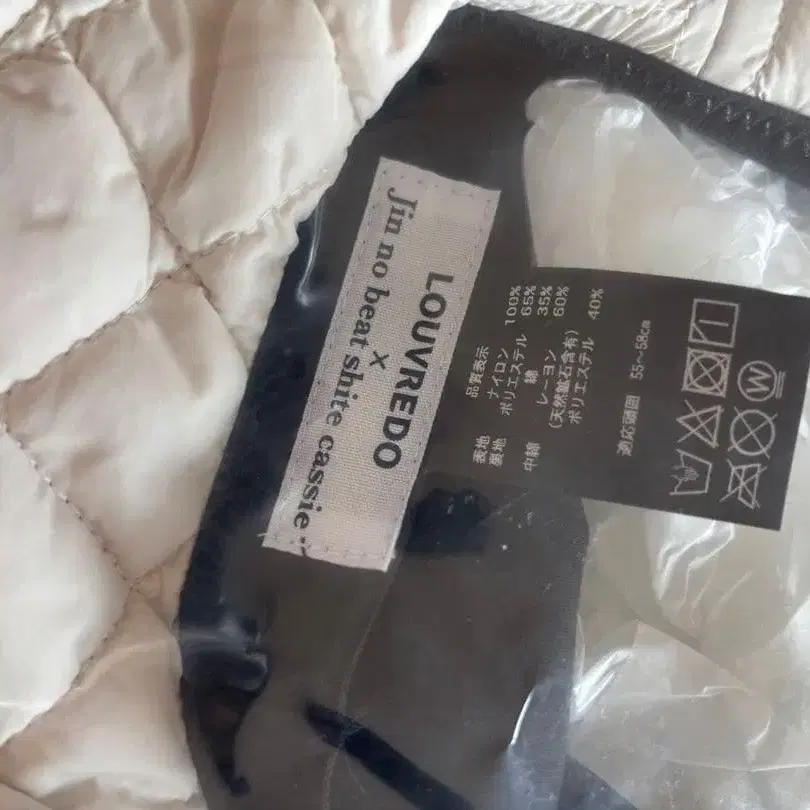 LOUVREDO
×
Jin no beat shite cassie..
品質表示
表地 ナイロン 100%
裏地 ポリエステル 65%
綿 35%
中綿 レーヨン 60%
(天然鉱石含有)
ポリエステル 40%
適応頭囲 55～58cm
W